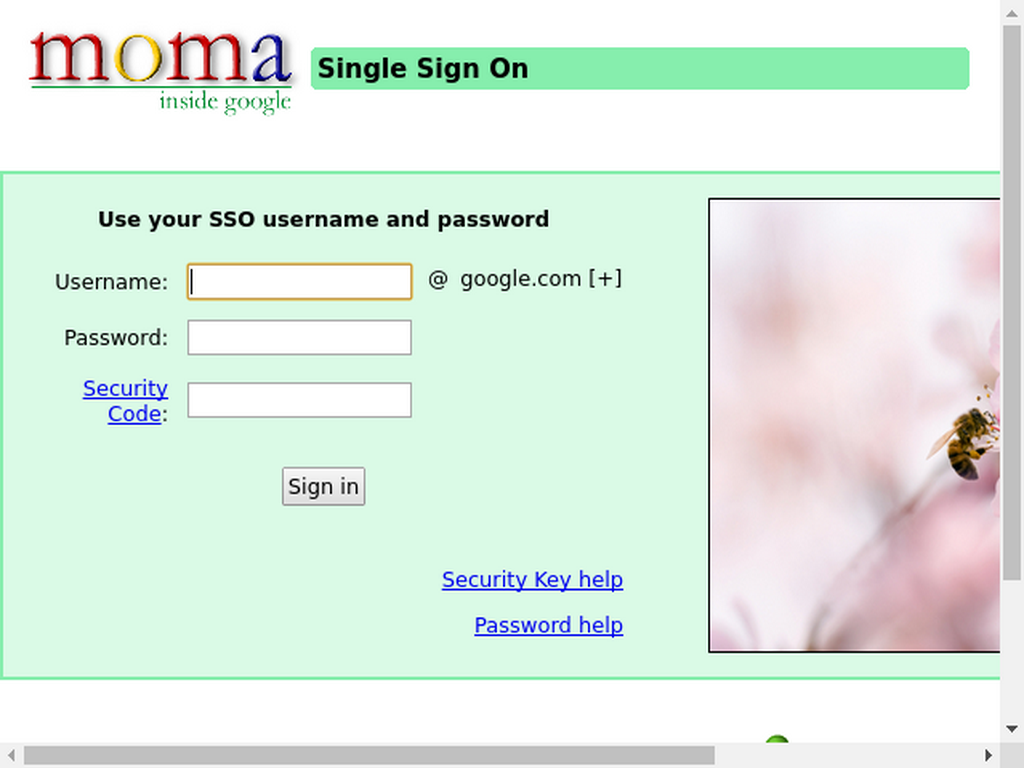 moma
inside google
Single Sign On
Use your SSO username and password
Username: @ google.com [+]
Password:
Security
Code:
Sign in
Security Key help
Password help